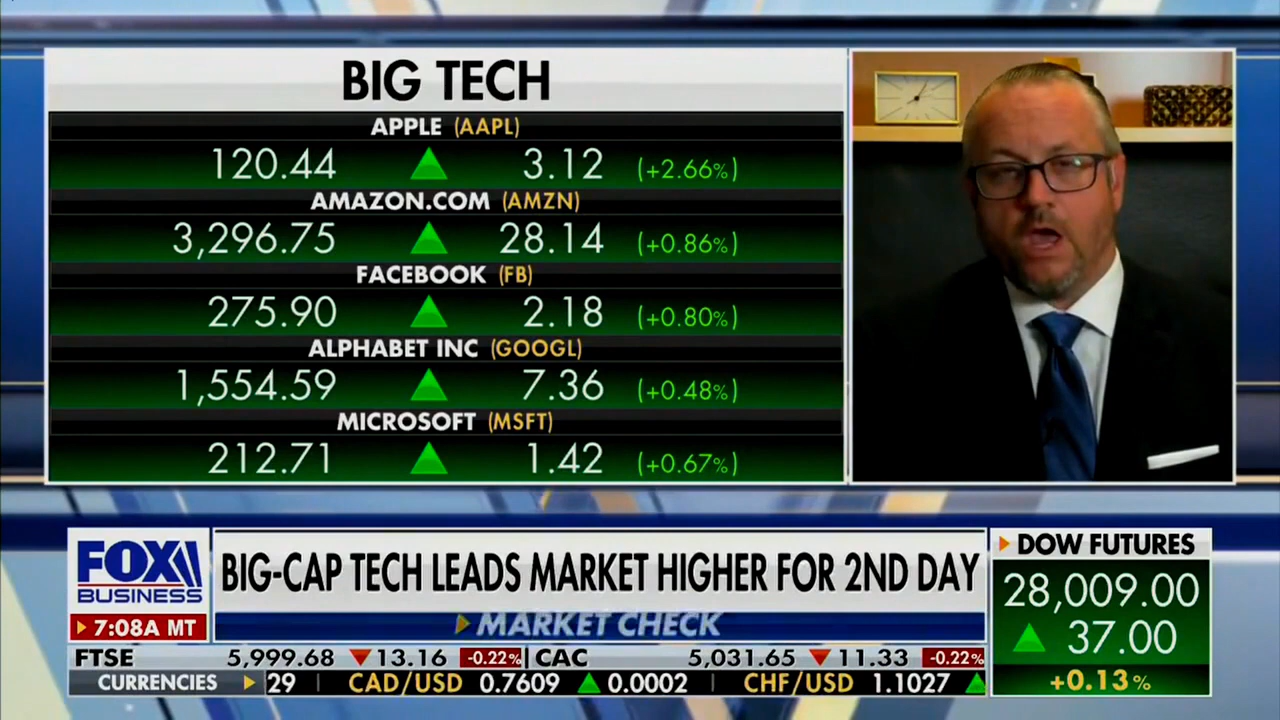 BIG TECH
APPLE (AAPL)
120.44 ▲ 3.12 (+2.66%)
AMAZON.COM (AMZN)
3,296.75 ▲ 28.14 (+0.86%)
FACEBOOK (FB)
275.90 ▲ 2.18 (+0.80%)
ALPHABET INC (GOOGL)
1,554.59 ▲ 7.36 (+0.48%)
MICROSOFT (MSFT)
212.71 ▲ 1.42 (+0.67%)
FOX
BUSINESS
7:08A MT
BIG-CAP TECH LEADS MARKET HIGHER FOR 2ND DAY
MARKET CHECK
DOW FUTURES
28,009.00
▲ 37.00
+0.13%
FTSE 5,999.68 ▼ 13.16 -0.22% CAC 5,031.65 ▼ 11.33 -0.22%
CURRENCIES 29 | CAD/USD 0.7609 ▲ 0.0002 | CHF/USD 1.1027 ▲